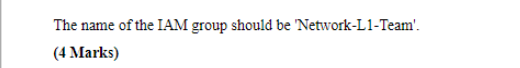 The name of the IAM group should be 'Network-L1-Team'.
(4 Marks)